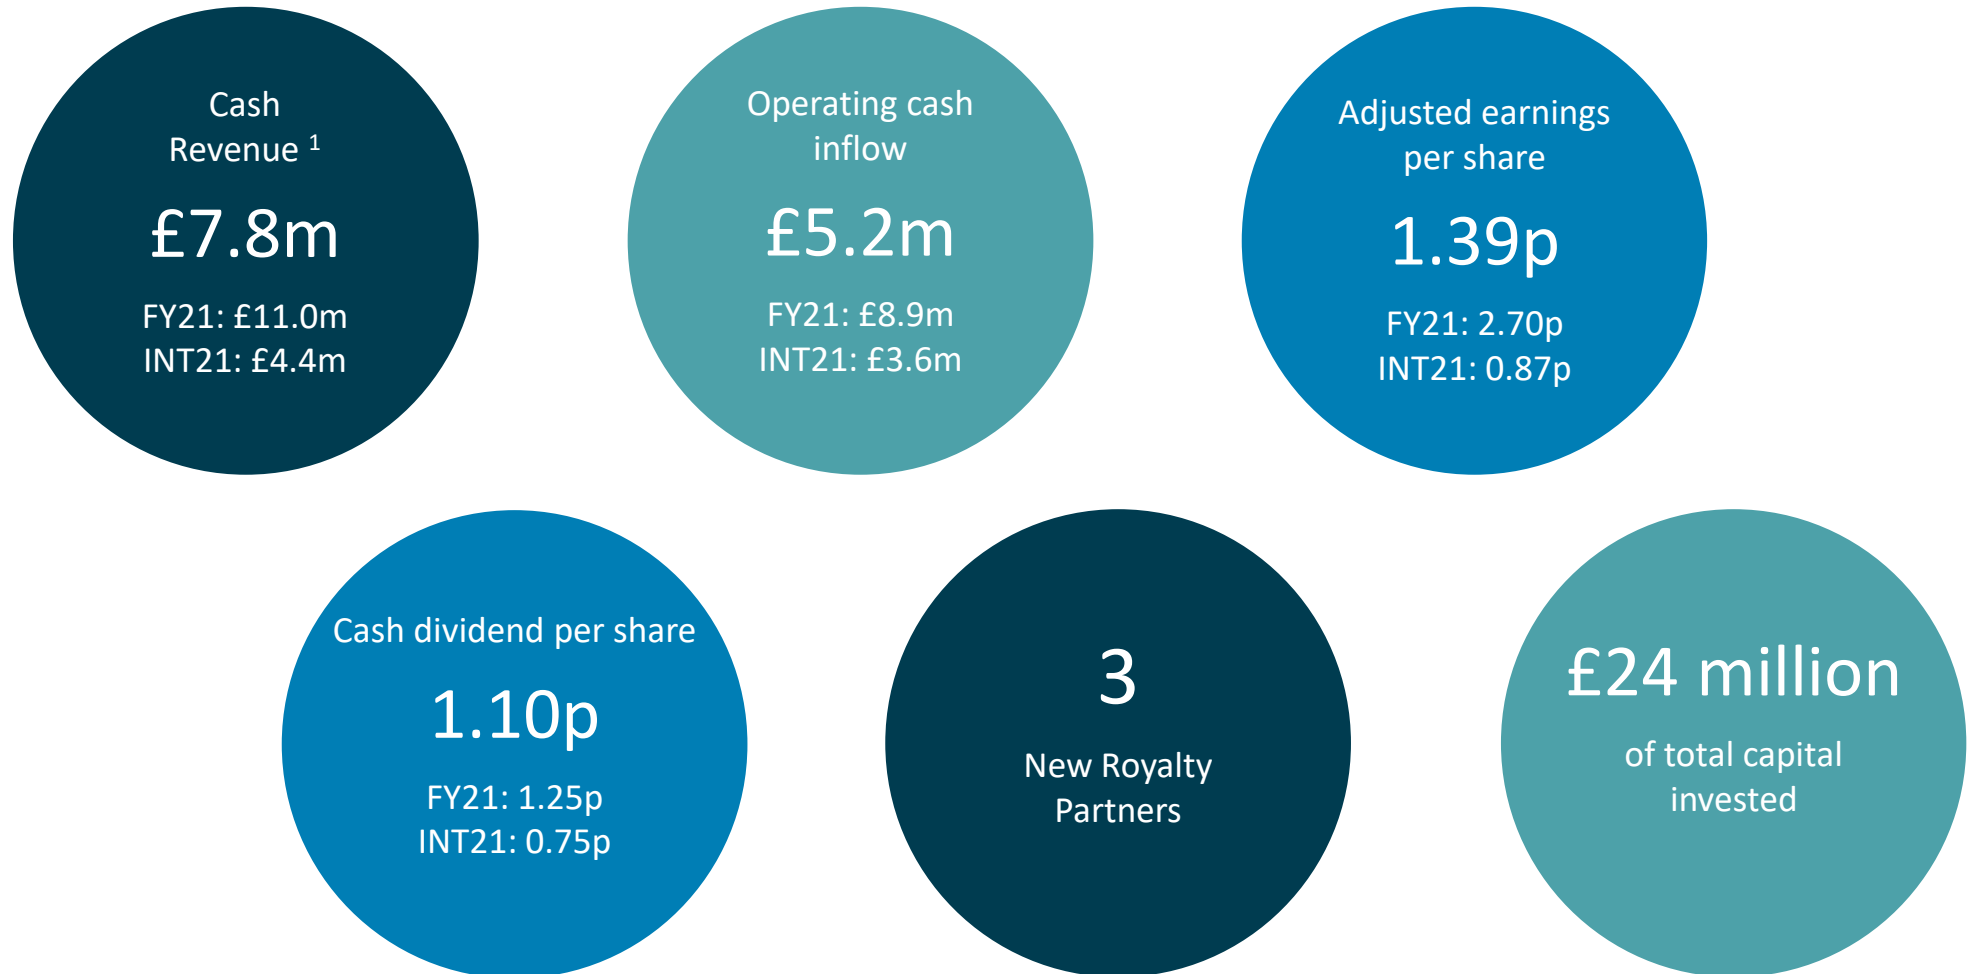 Cash
Revenue 1
£7.8m
FY21: £11.0m
INT21: £4.4m
Operating cash
inflow
£5.2m
FY21: £8.9m
INT21: £3.6m
Adjusted earnings
per share
1.39p
FY21: 2.70p
INT21: 0.87p
Cash dividend per share
1.10p
FY21: 1.25p
INT21: 0.75p
3
New Royalty
Partners
£24 million
of total capital
invested